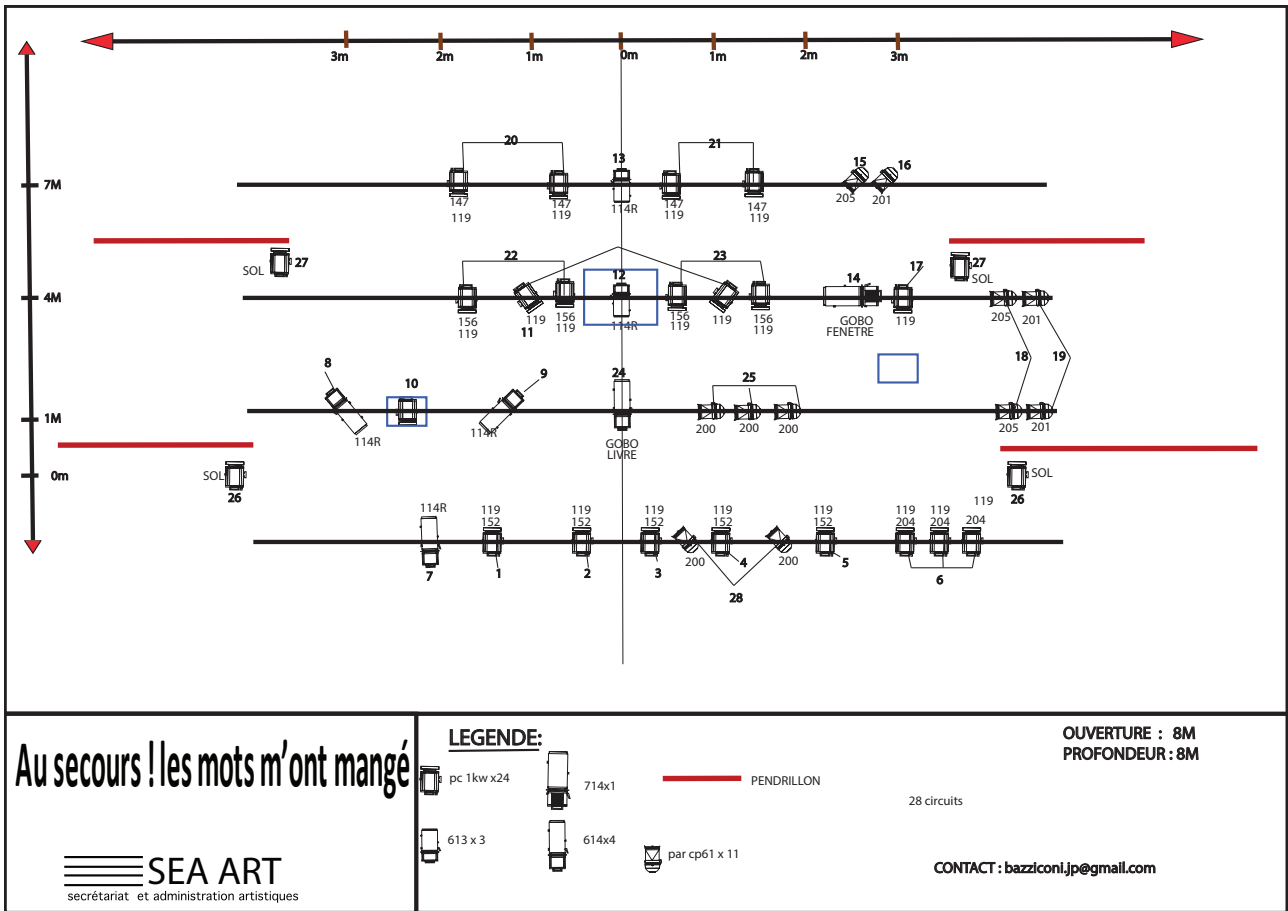 3m 2m 1m 0m 1m 2m 3m
20 13 21 15 16
7M
147 147 114R 147 147 205 201
119 119 119 119
27 22 12 23 14 17 27
SOL SOL
4M
156 119 156 114R 156 119 156 GOBO 119 205 201
119 11 119 119 119 FENETRE
8 10 9 24 25 18 19
1M
114R 114R GOBO 200 200 200 205 201
LIVRE
SOL SOL
0m
26 26
114R 119 119 119 119 119 119 119 119
152 152 152 152 152 204 204 204
200 200
7 1 2 3 4 5 6
28
Au secours ! les mots m'ont mangé
SEA ART
secrétariat et administration artistiques
LEGENDE:
pc 1kw x24
714x1
PENDRILLON
613 x 3
614x4
par cp61 x 11
28 circuits
OUVERTURE : 8M
PROFONDEUR : 8M
CONTACT : bazziconi.jp@gmail.com